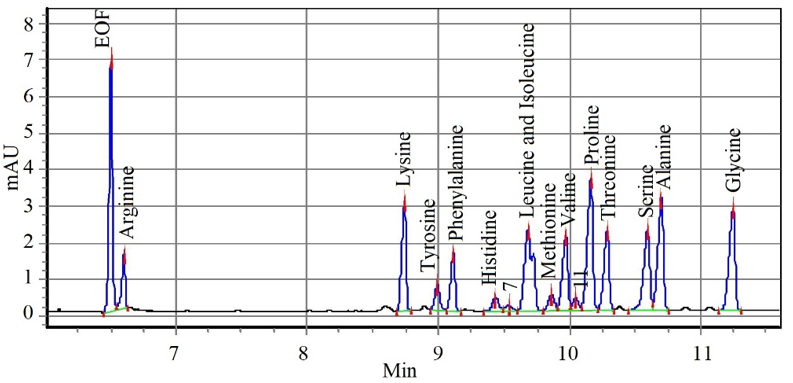 8
7
6
5
4
3
2
1
0
mAU
EOF
Arginine
Lysine
Tyrosine
Phenylalanine
Histidine
7
Leucine and Isoleucine
Methionine
Valine
11
Proline
Threonine
Serine
Alanine
Glycine
7
8
9
10
11
Min